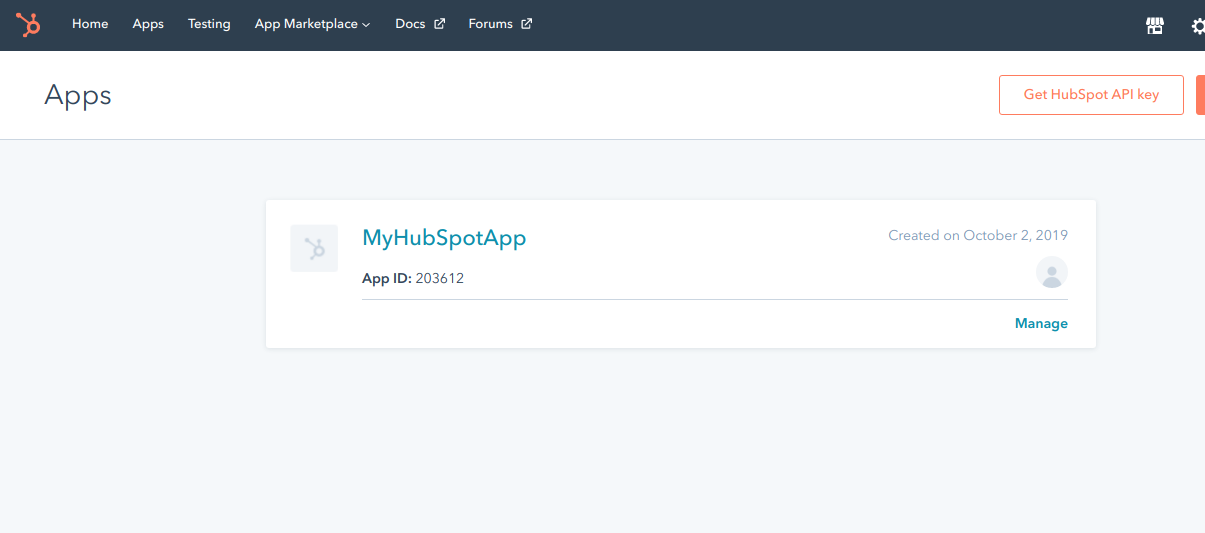 Home Apps Testing App Marketplace Docs Forums
Apps
Get HubSpot API key
MyHubSpotApp
Created on October 2, 2019
App ID: 203612
Manage